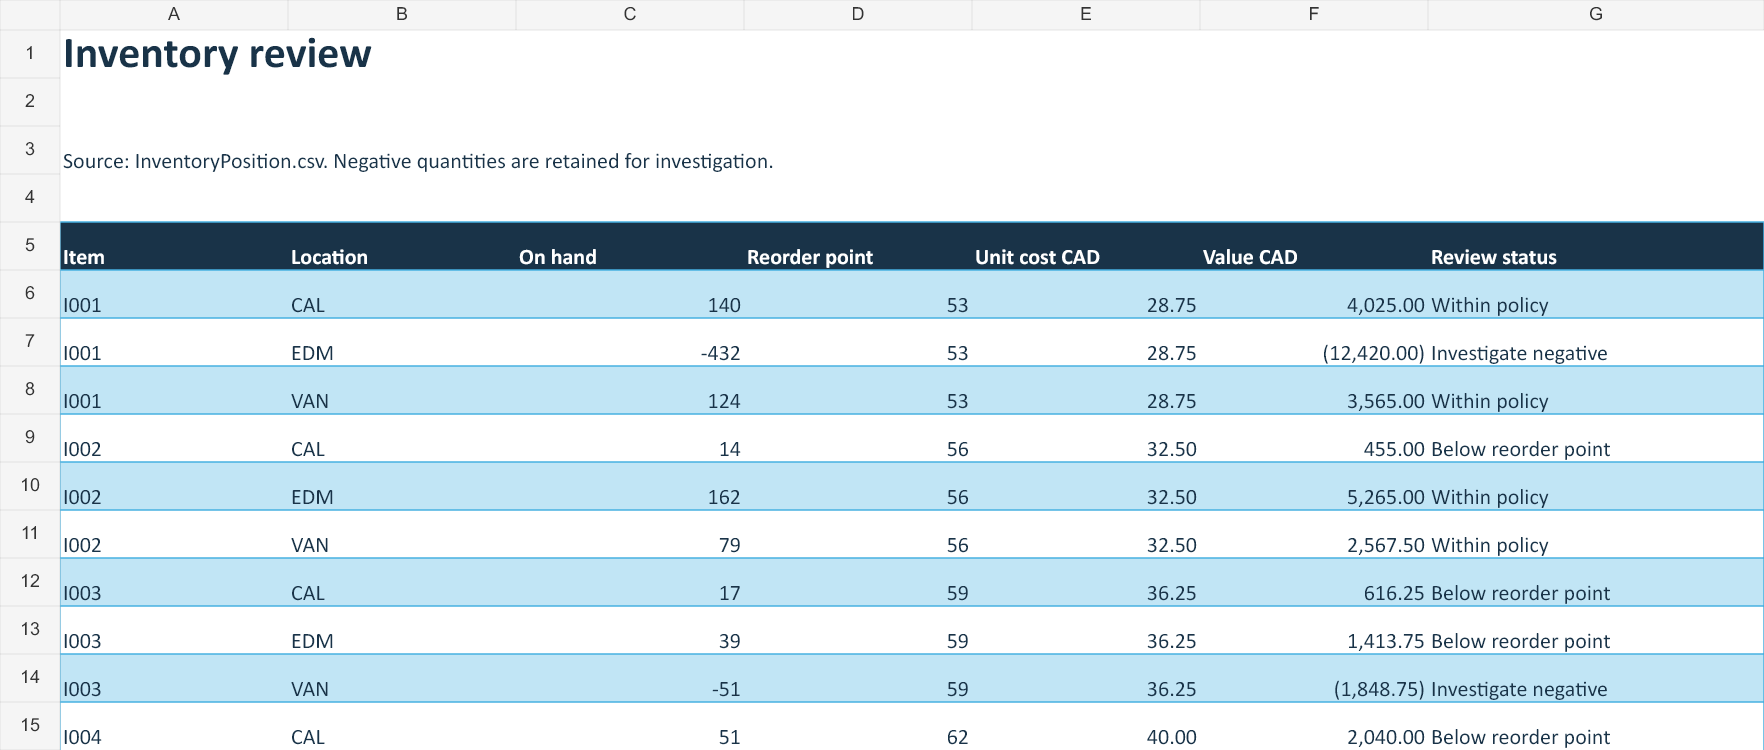 A B C D E F G
1 Inventory review
2
3 Source: InventoryPosition.csv. Negative quantities are retained for investigation.
4
5 Item Location On hand Reorder point Unit cost CAD Value CAD Review status
6 I001 CAL 140 53 28.75 4,025.00 Within policy
7 I001 EDM -432 53 28.75 (12,420.00) Investigate negative
8 I001 VAN 124 53 28.75 3,565.00 Within policy
9 I002 CAL 14 56 32.50 455.00 Below reorder point
10 I002 EDM 162 56 32.50 5,265.00 Within policy
11 I002 VAN 79 56 32.50 2,567.50 Within policy
12 I003 CAL 17 59 36.25 616.25 Below reorder point
13 I003 EDM 39 59 36.25 1,413.75 Below reorder point
14 I003 VAN -51 59 36.25 (1,848.75) Investigate negative
15 I004 CAL 51 62 40.00 2,040.00 Below reorder point